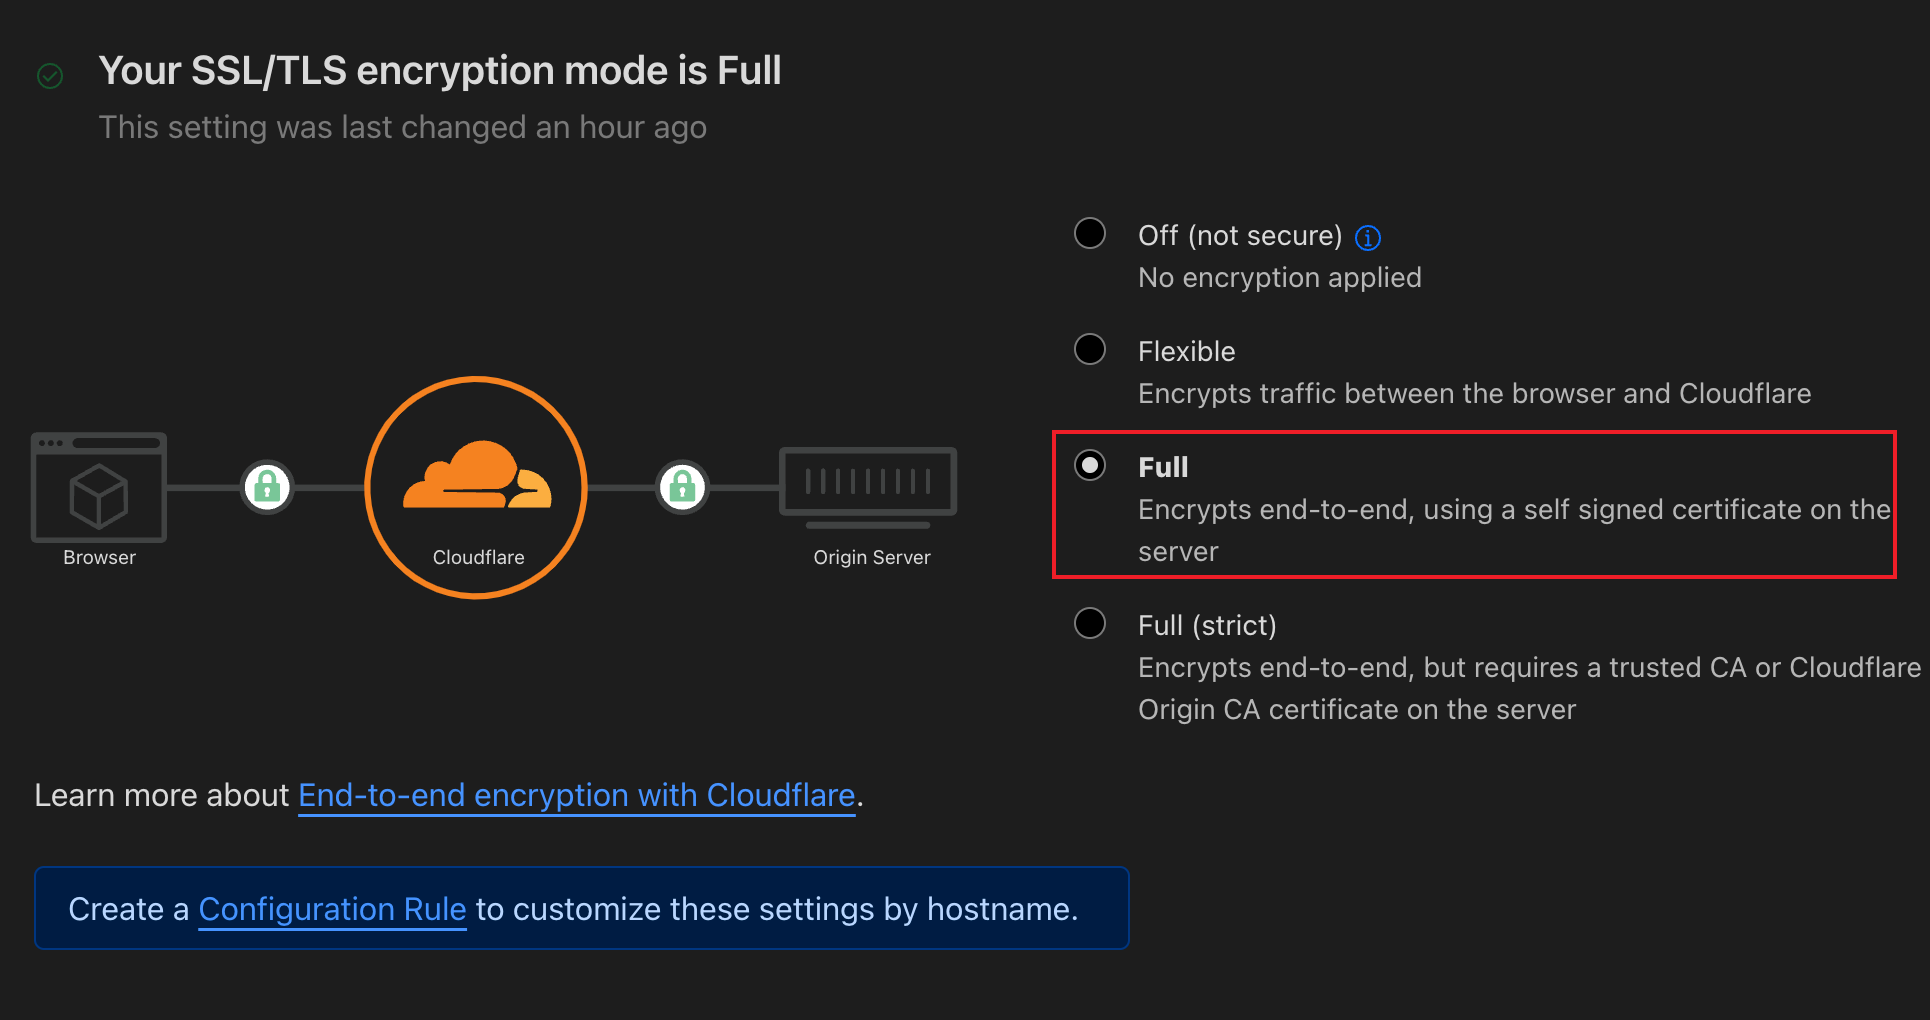 Your SSL/TLS encryption mode is Full
This setting was last changed an hour ago
Off (not secure)
No encryption applied
Flexible
Encrypts traffic between the browser and Cloudflare
Full
Encrypts end-to-end, using a self signed certificate on the
server
Full (strict)
Encrypts end-to-end, but requires a trusted CA or Cloudflare
Origin CA certificate on the server
Browser
Cloudflare
Origin Server
Learn more about End-to-end encryption with Cloudflare.
Create a Configuration Rule to customize these settings by hostname.